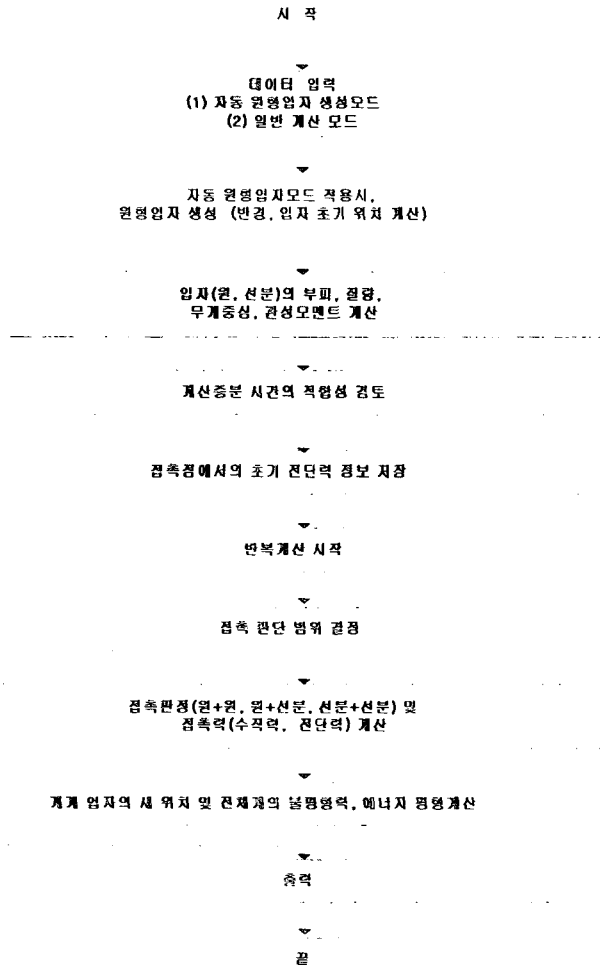 시 작
데이터 입력
(1) 자동 원형입자 생성모드
(2) 일반 계산 모드
자동 원형입자모드 적용시,
원형입자 생성 (반경, 입자 초기 위치 계산)
입자(원, 선분)의 부피, 질량,
무게중심, 관성모멘트 계산
계산증분 시간의 적합성 검토
접촉점에서의 초기 전단력 정보 저장
반복계산 시작
접촉 판단 범위 결정
접촉판정(원+원, 원+선분, 선분+선분) 및
접촉력(수직력, 전단력) 계산
개개 입자의 새 위치 및 전체계의 불평형력, 에너지 평형계산
출력
끝